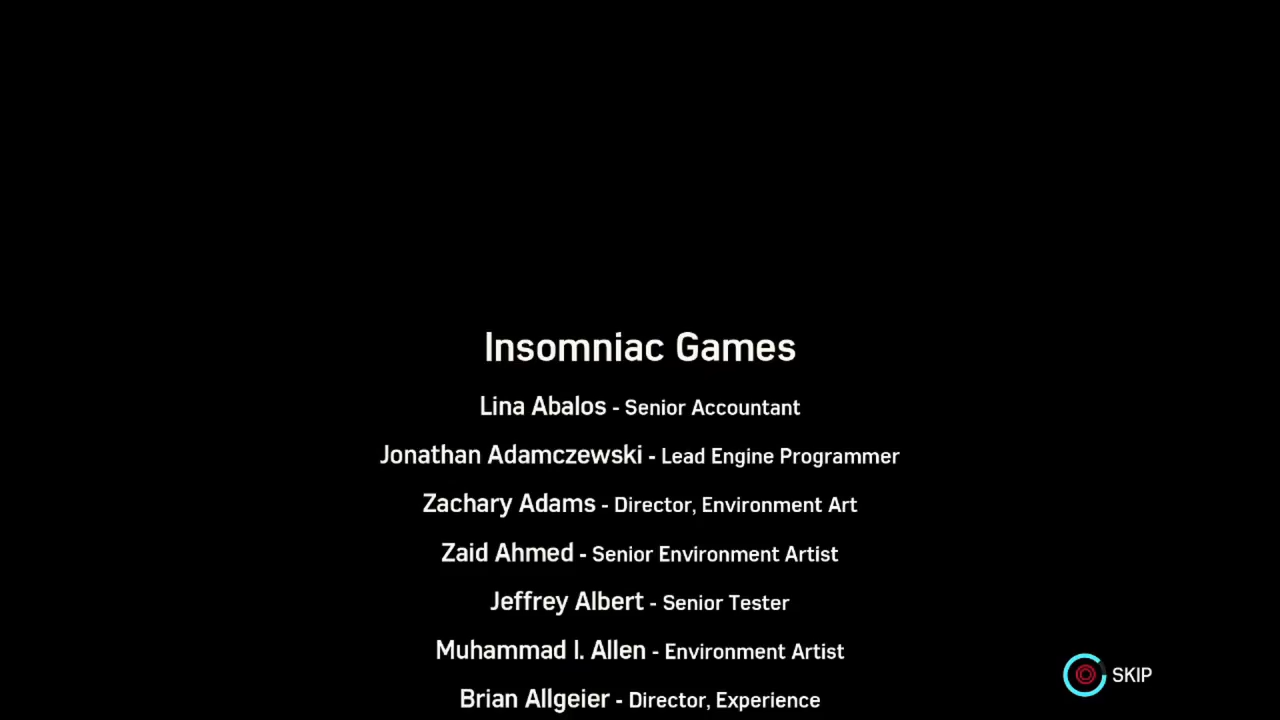 Insomniac Games
Lina Abalos - Senior Accountant
Jonathan Adamczewski - Lead Engine Programmer
Zachary Adams - Director, Environment Art
Zaid Ahmed - Senior Environment Artist
Jeffrey Albert - Senior Tester
Muhammad I. Allen - Environment Artist
SKIP
Brian Allgeier - Director, Experience